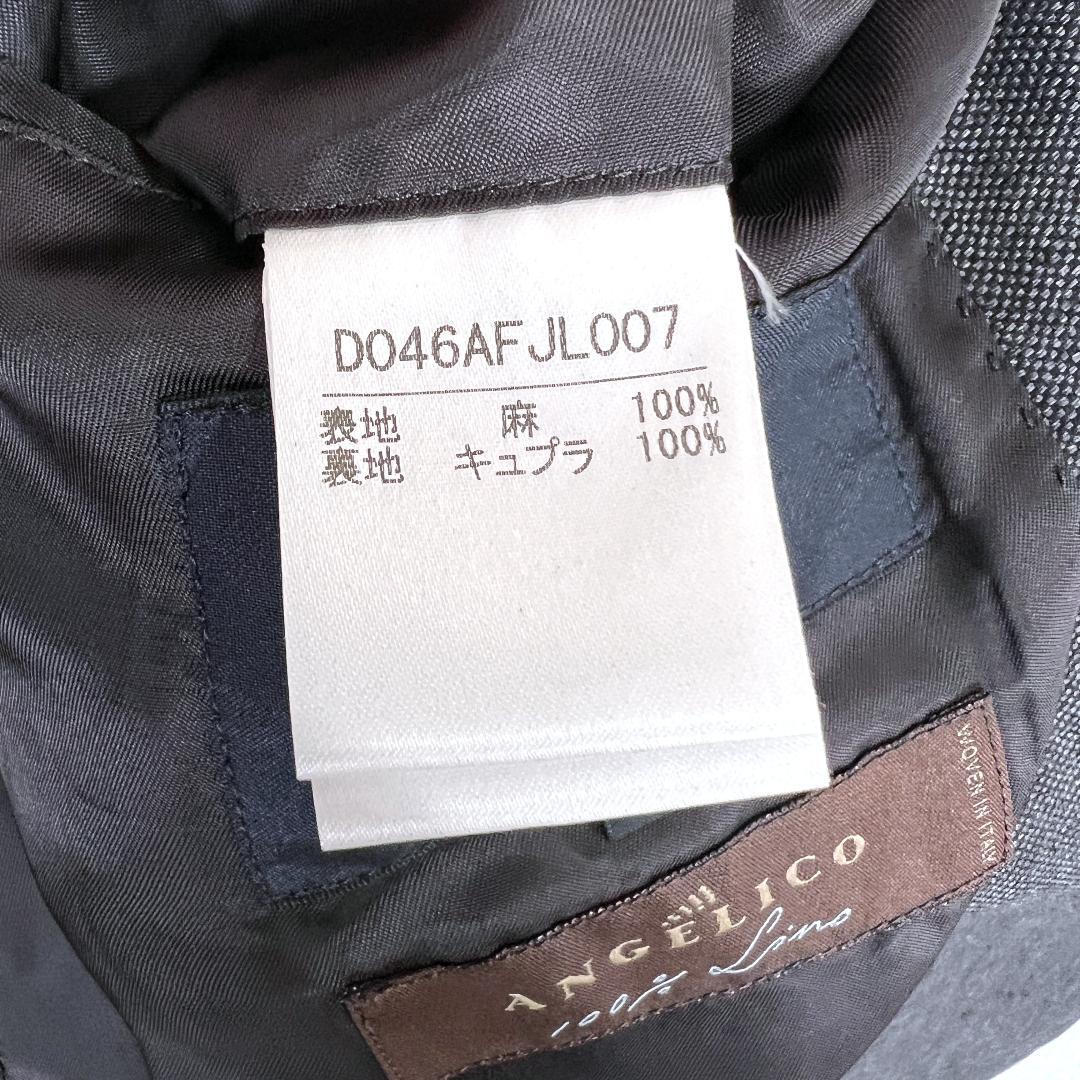 D046AFJL007
表地 麻 100%
裏地 キュプラ 100%
WOVEN IN ITALY
ANGELICO
100% Lino